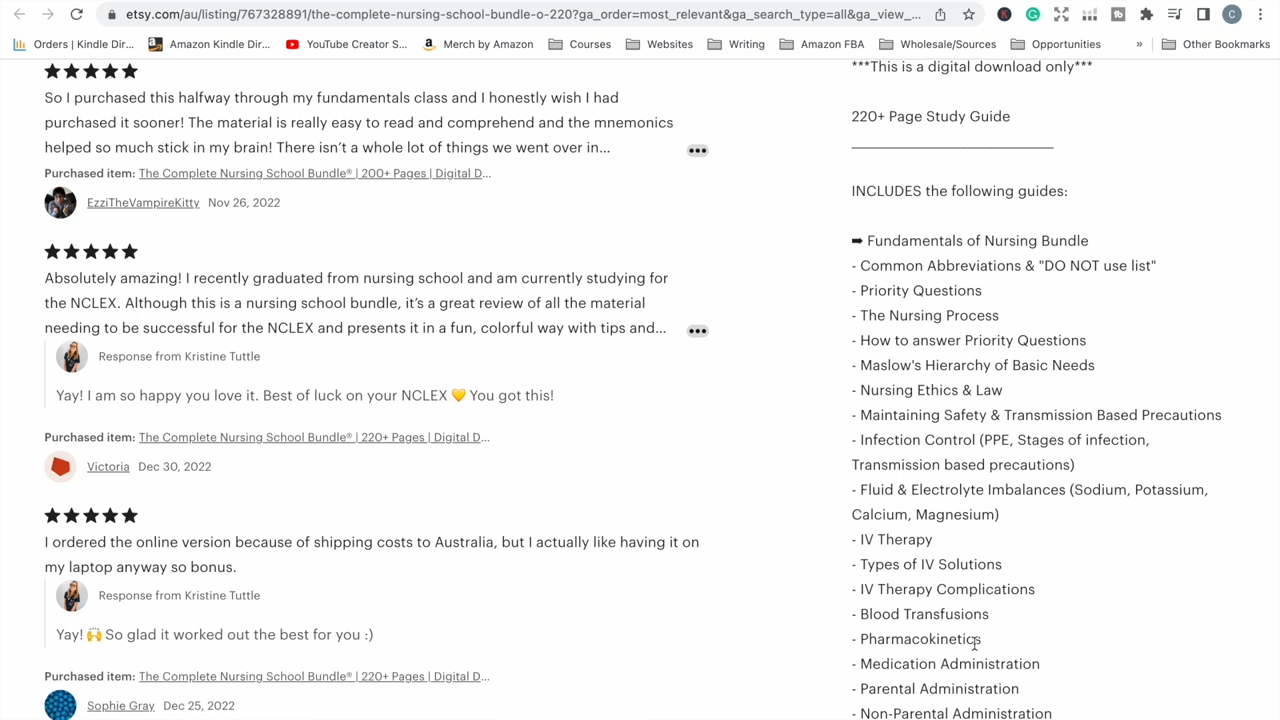 etsy.com/au/listing/767328891/the-complete-nursing-school-bundle-o-220?ga_order=most_relevant&ga_search_type=all&ga_view_...
Orders | Kindle Dir...
Amazon Kindle Dir...
YouTube Creator S...
Merch by Amazon
Courses
Websites
Writing
Amazon FBA
Wholesale/Sources
Opportunities
»
Other Bookmarks
So I purchased this halfway through my fundamentals class and I honestly wish I had
purchased it sooner! The material is really easy to read and comprehend and the mnemonics
helped so much stick in my brain! There isn't a whole lot of things we went over in...
Purchased item: The Complete Nursing School Bundle® | 200+ Pages | Digital D...
EzziTheVampireKitty Nov 26, 2022
Absolutely amazing! I recently graduated from nursing school and am currently studying for
the NCLEX. Although this is a nursing school bundle, it's a great review of all the material
needing to be successful for the NCLEX and presents it in a fun, colorful way with tips and...
Response from Kristine Tuttle
Yay! I am so happy you love it. Best of luck on your NCLEX 💛 You got this!
Purchased item: The Complete Nursing School Bundle® | 220+ Pages | Digital D...
Victoria Dec 30, 2022
I ordered the online version because of shipping costs to Australia, but I actually like having it on
my laptop anyway so bonus.
Response from Kristine Tuttle
Yay! 🙌 So glad it worked out the best for you :)
Purchased item: The Complete Nursing School Bundle® | 220+ Pages | Digital D...
Sophie Gray Dec 25, 2022
***This is a digital download only***
220+ Page Study Guide
INCLUDES the following guides:
➡ Fundamentals of Nursing Bundle
- Common Abbreviations & "DO NOT use list"
- Priority Questions
- The Nursing Process
- How to answer Priority Questions
- Maslow's Hierarchy of Basic Needs
- Nursing Ethics & Law
- Maintaining Safety & Transmission Based Precautions
- Infection Control (PPE, Stages of infection,
Transmission based precautions)
- Fluid & Electrolyte Imbalances (Sodium, Potassium,
Calcium, Magnesium)
- IV Therapy
- Types of IV Solutions
- IV Therapy Complications
- Blood Transfusions
- Pharmacokinetics
- Medication Administration
- Parental Administration
- Non-Parental Administration